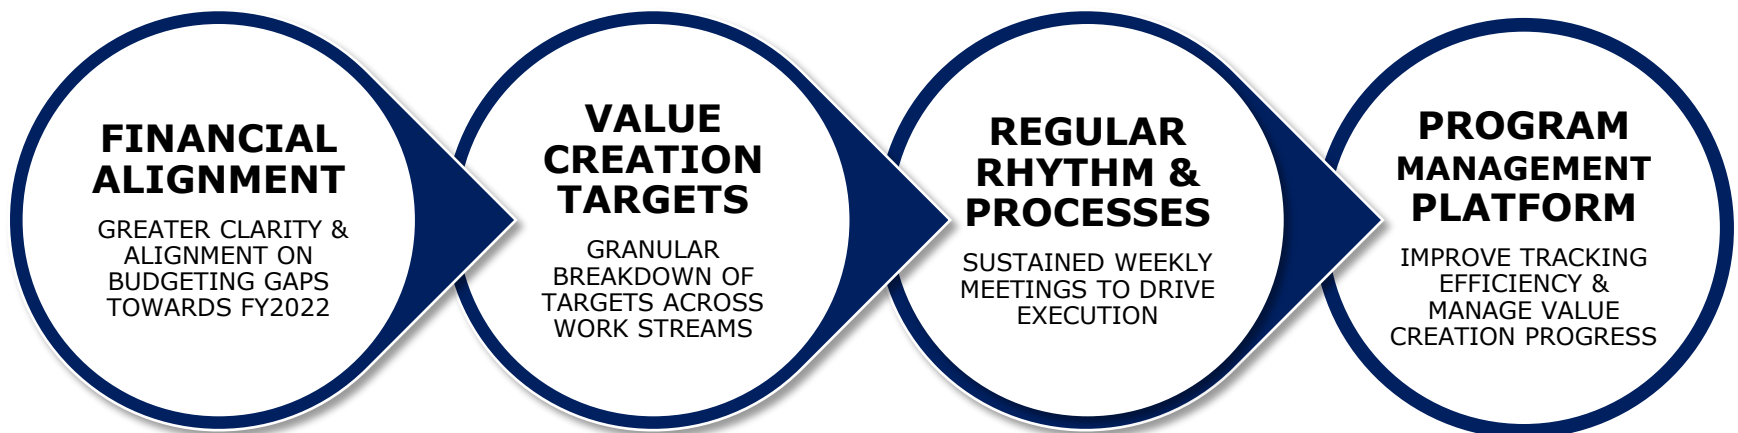 FINANCIAL
ALIGNMENT
GREATER CLARITY &
ALIGNMENT ON
BUDGETING GAPS
TOWARDS FY2022
VALUE
CREATION
TARGETS
GRANULAR
BREAKDOWN OF
TARGETS ACROSS
WORK STREAMS
REGULAR
RHYTHM &
PROCESSES
SUSTAINED WEEKLY
MEETINGS TO DRIVE
EXECUTION
PROGRAM
MANAGEMENT
PLATFORM
IMPROVE TRACKING
EFFICIENCY &
MANAGE VALUE
CREATION PROGRESS